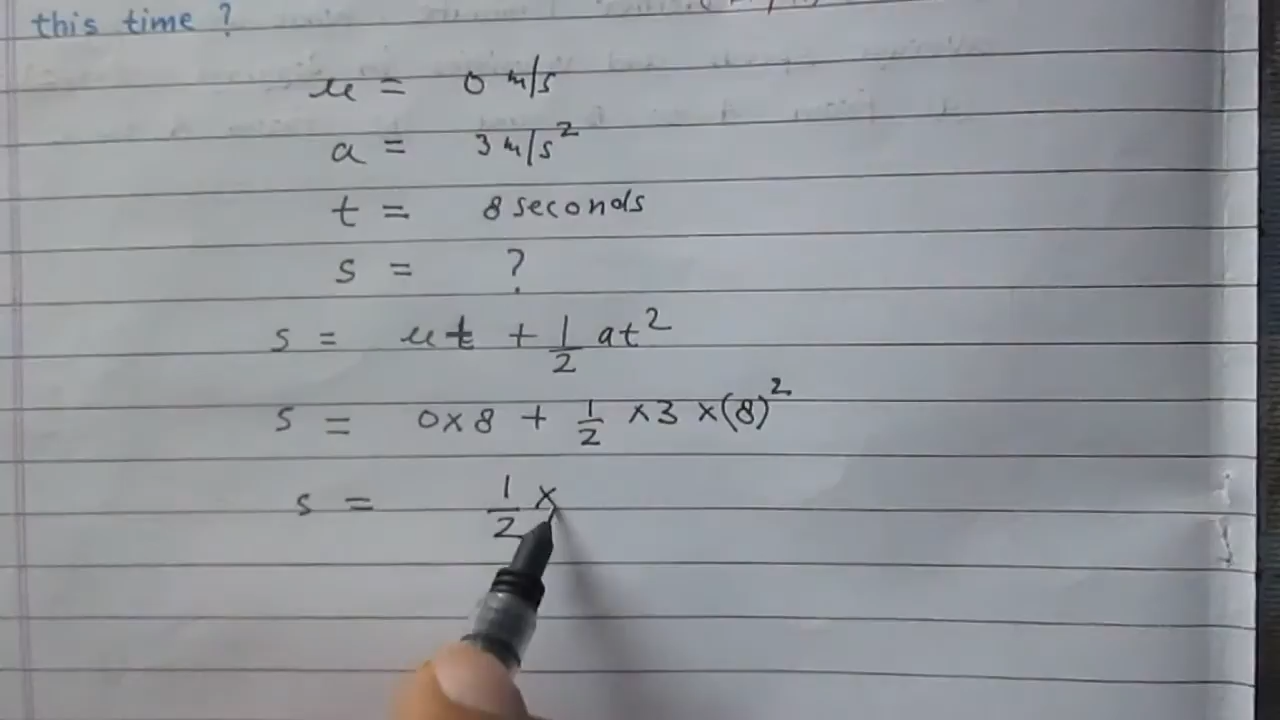 this time ?
u = 0 m/s
a = 3 m/s²
t = 8 seconds
s = ?
s = ut + 1/2 at²
s = 0×8 + 1/2 ×3 ×(8)²
s = 1/2 ×